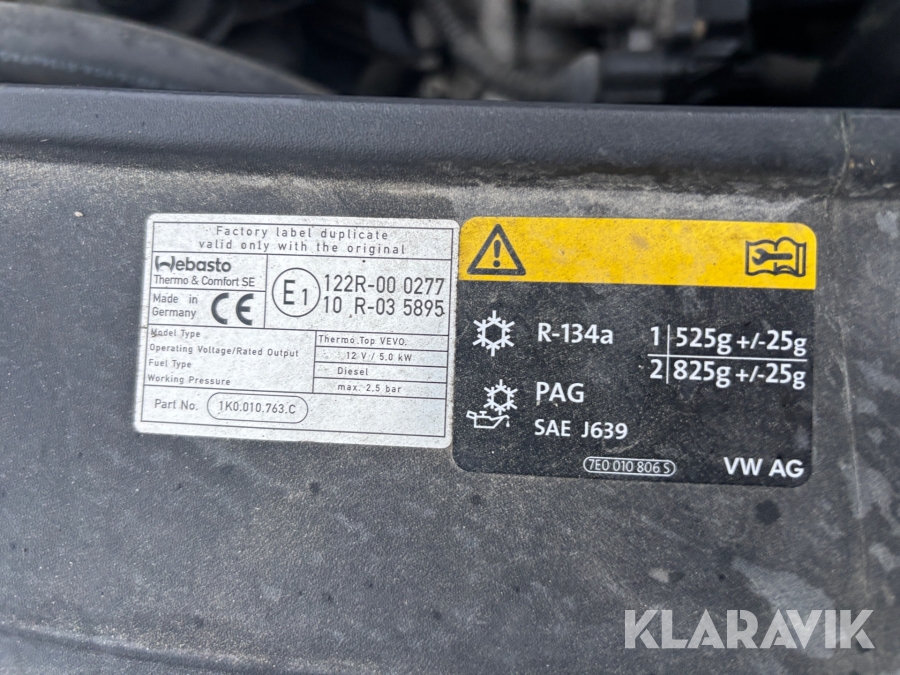 Factory label duplicate
valid only with the original
Webasto
Thermo & Comfort SE
Made in
Germany
CE
E1
122R-00 0277
10 R-03 5895
Model Type
Thermo Top VEVO.
Operating Voltage/Rated Output
12 V / 5.0 kW
Fuel Type
Diesel
Working Pressure
max. 2.5 bar
Part No.
1K0.010.763.C
R-134a
1 525g +/-25g
2 825g +/-25g
PAG
SAE J639
7E0 010 806 S
VW AG
KLARAVIK